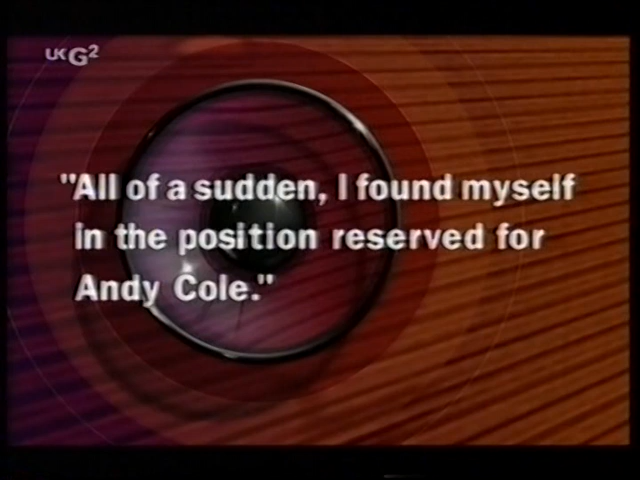 UKG2
"All of a sudden, I found myself
in the position reserved for
Andy Cole."